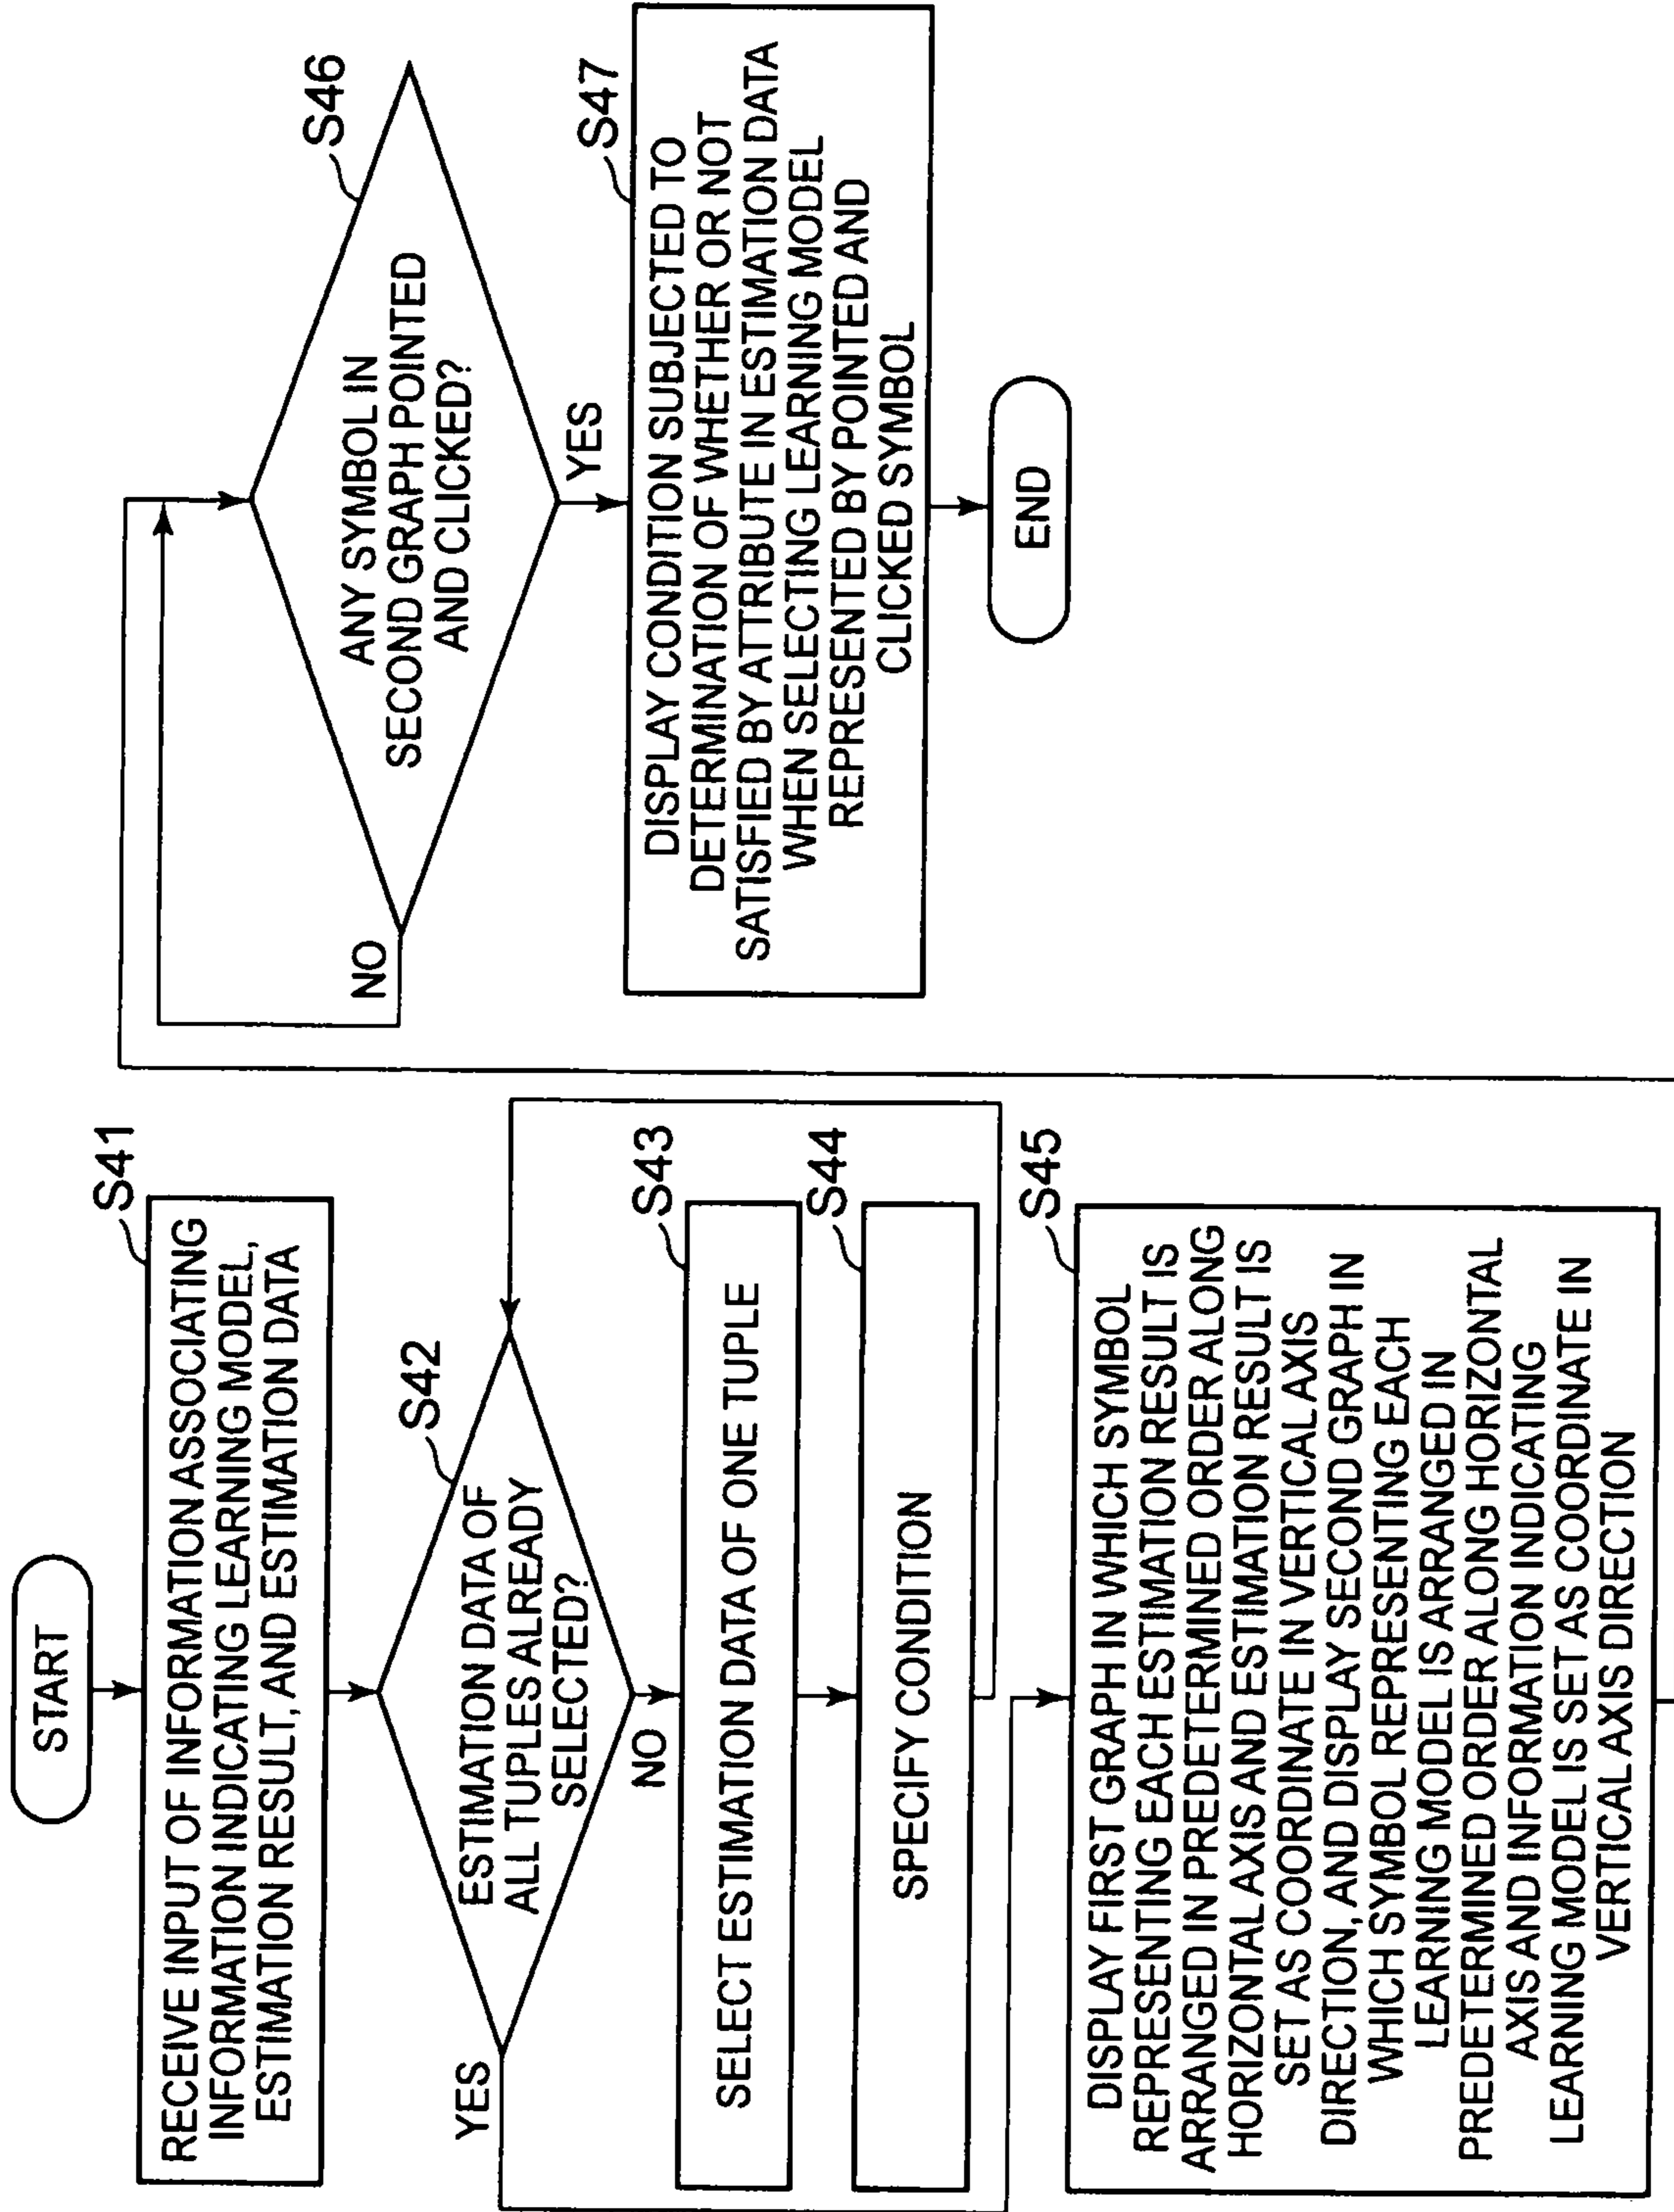 START
S41
RECEIVE INPUT OF INFORMATION ASSOCIATING
INFORMATION INDICATING LEARNING MODEL,
ESTIMATION RESULT, AND ESTIMATION DATA
S42
ESTIMATION DATA OF
ALL TUPLES ALREADY
SELECTED?
YES
NO
S43
SELECT ESTIMATION DATA OF ONE TUPLE
S44
SPECIFY CONDITION
S45
DISPLAY FIRST GRAPH IN WHICH SYMBOL
REPRESENTING EACH ESTIMATION RESULT IS
ARRANGED IN PREDETERMINED ORDER ALONG
HORIZONTAL AXIS AND ESTIMATION RESULT IS
SET AS COORDINATE IN VERTICAL AXIS
DIRECTION, AND DISPLAY SECOND GRAPH IN
WHICH SYMBOL REPRESENTING EACH
LEARNING MODEL IS ARRANGED IN
PREDETERMINED ORDER ALONG HORIZONTAL
AXIS AND INFORMATION INDICATING
LEARNING MODEL IS SET AS COORDINATE IN
VERTICAL AXIS DIRECTION
S46
ANY SYMBOL IN
SECOND GRAPH POINTED
AND CLICKED?
NO
YES
S47
DISPLAY CONDITION SUBJECTED TO
DETERMINATION OF WHETHER OR NOT
SATISFIED BY ATTRIBUTE IN ESTIMATION DATA
WHEN SELECTING LEARNING MODEL
REPRESENTED BY POINTED AND
CLICKED SYMBOL
END